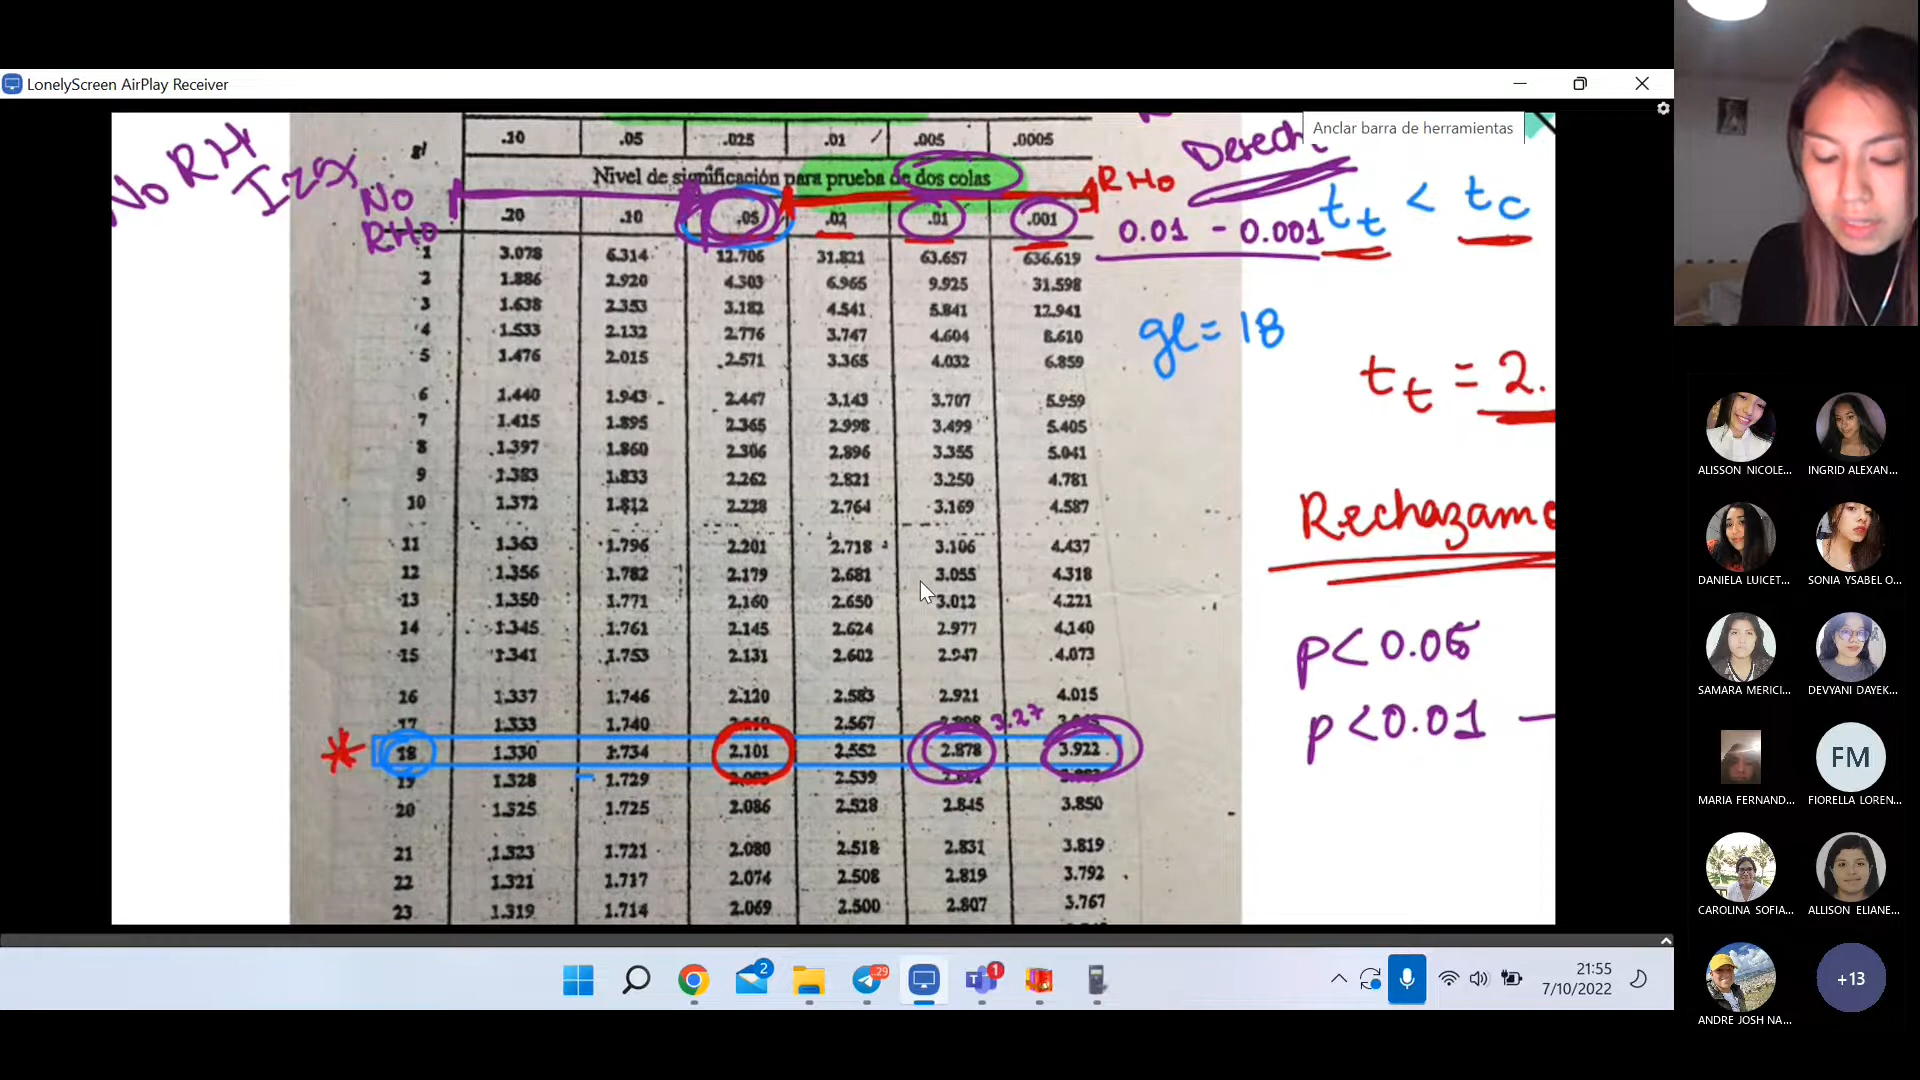 LonelyScreen AirPlay Receiver
Anclar barra de herramientas
gl .10 .05 .025 .01 .005 .0005
Nivel de significación para prueba de dos colas
.20 .10 .05 .02 .01 .001
1 3.078 6.314 12.706 31.821 63.657 636.619
2 1.886 2.920 4.303 6.965 9.925 31.598
3 1.638 2.353 3.182 4.541 5.841 12.941
4 1.533 2.132 2.776 3.747 4.604 8.610
5 1.476 2.015 2.571 3.365 4.032 6.859
6 1.440 1.943 2.447 3.143 3.707 5.959
7 1.415 1.895 2.365 2.998 3.499 5.405
8 1.397 1.860 2.306 2.896 3.355 5.041
9 1.383 1.833 2.262 2.821 3.250 4.781
10 1.372 1.812 2.228 2.764 3.169 4.587
11 1.363 1.796 2.201 2.718 3.106 4.437
12 1.356 1.782 2.179 2.681 3.055 4.318
13 1.350 1.771 2.160 2.650 3.012 4.221
14 1.345 1.761 2.145 2.624 2.977 4.140
15 1.341 1.753 2.131 2.602 2.947 4.073
16 1.337 1.746 2.120 2.583 2.921 4.015
17 1.333 1.740 2.567
3.27
* 18 1.330 1.734 2.101 2.552 2.878 3.922
19 1.328 1.729 2.539
20 1.325 1.725 2.086 2.528 2.845 3.850
21 1.323 1.721 2.080 2.518 2.831 3.819
22 1.321 1.717 2.074 2.508 2.819 3.792
23 1.319 1.714 2.069 2.500 2.807 3.767
No RH
Izq
No
RHo
RHo
Desech
0.01 - 0.001
tt < tc
gl = 18
tt = 2.
Rechazamo
p<0.05
p<0.01 —
ALISSON NICOLE...
INGRID ALEXAN...
DANIELA LUICET...
SONIA YSABEL O...
SAMARA MERICI...
DEVYANI DAYEK...
MARIA FERNAND...
FM
FIORELLA LOREN...
CAROLINA SOFIA...
ALLISON ELIANE...
ANDRE JOSH NA...
+13
2
29
1
21:55
7/10/2022